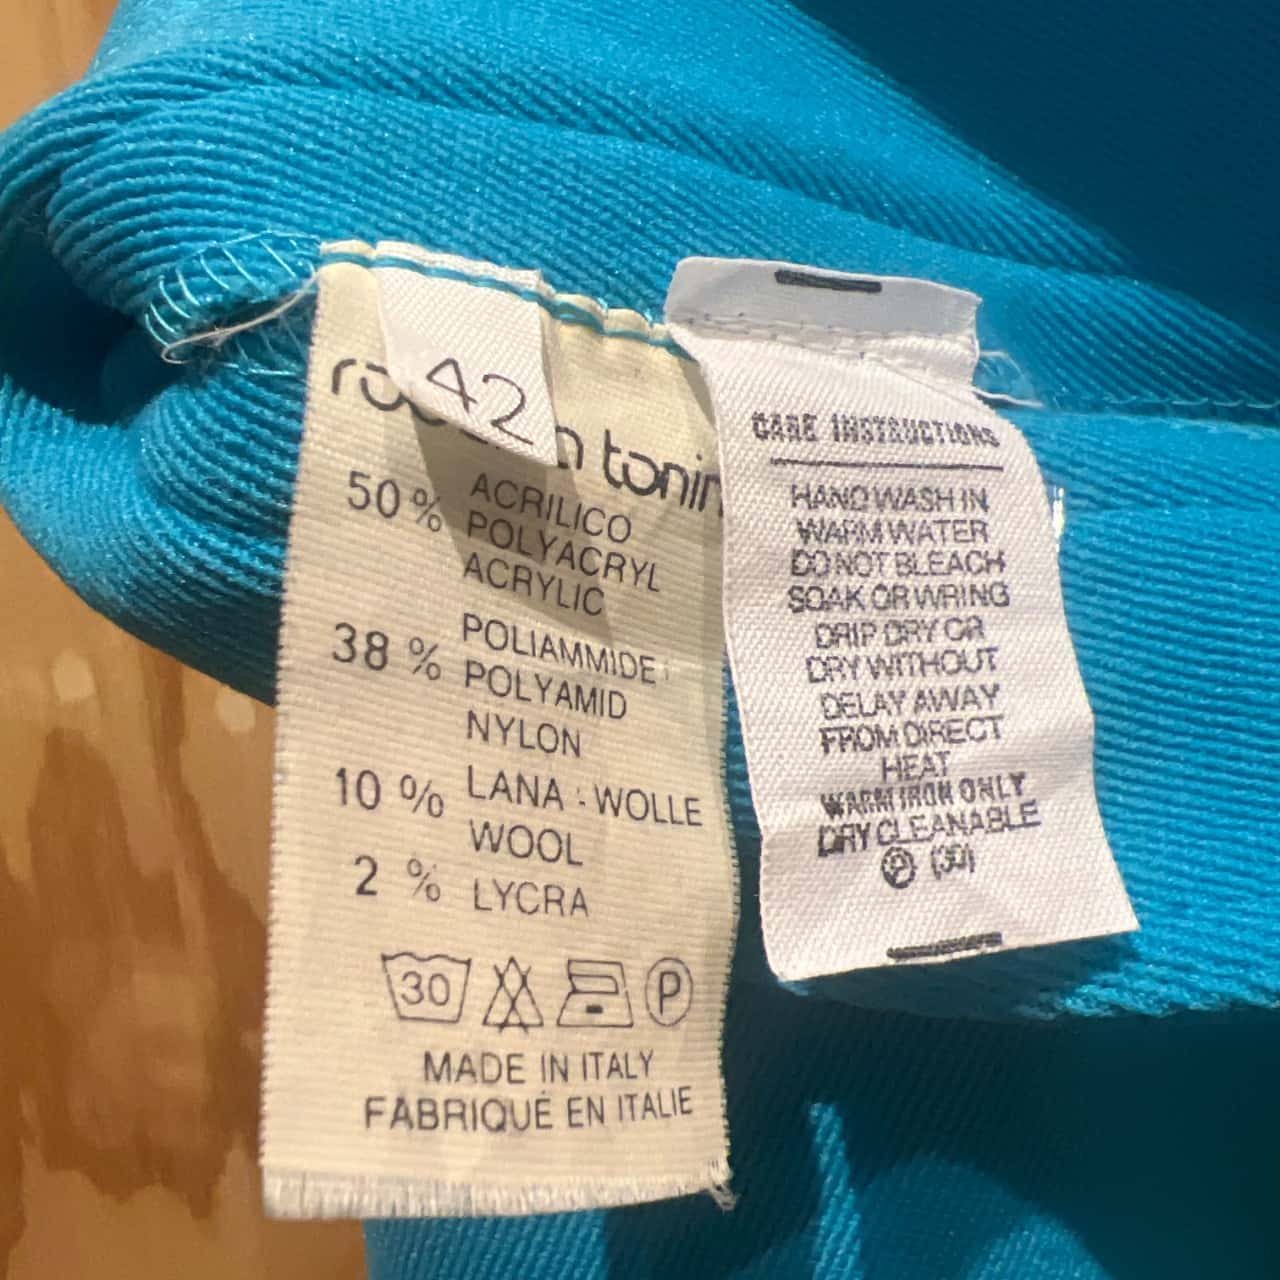 42
tonin
50 % ACRILICO
POLYACRYL
ACRYLIC
38 % POLIAMMIDE
POLYAMID
NYLON
10 % LANA : WOLLE
WOOL
2 % LYCRA
30 P
MADE IN ITALY
FABRIQUÉ EN ITALIE
CARE INSTRUCTIONS
HAND WASH IN
WARM WATER
DO NOT BLEACH
SOAK OR WRING
DRIP DRY OR
DRY WITHOUT
DELAY AWAY
FROM DIRECT
HEAT
WARM IRON ONLY
DRY CLEANABLE
P (30)